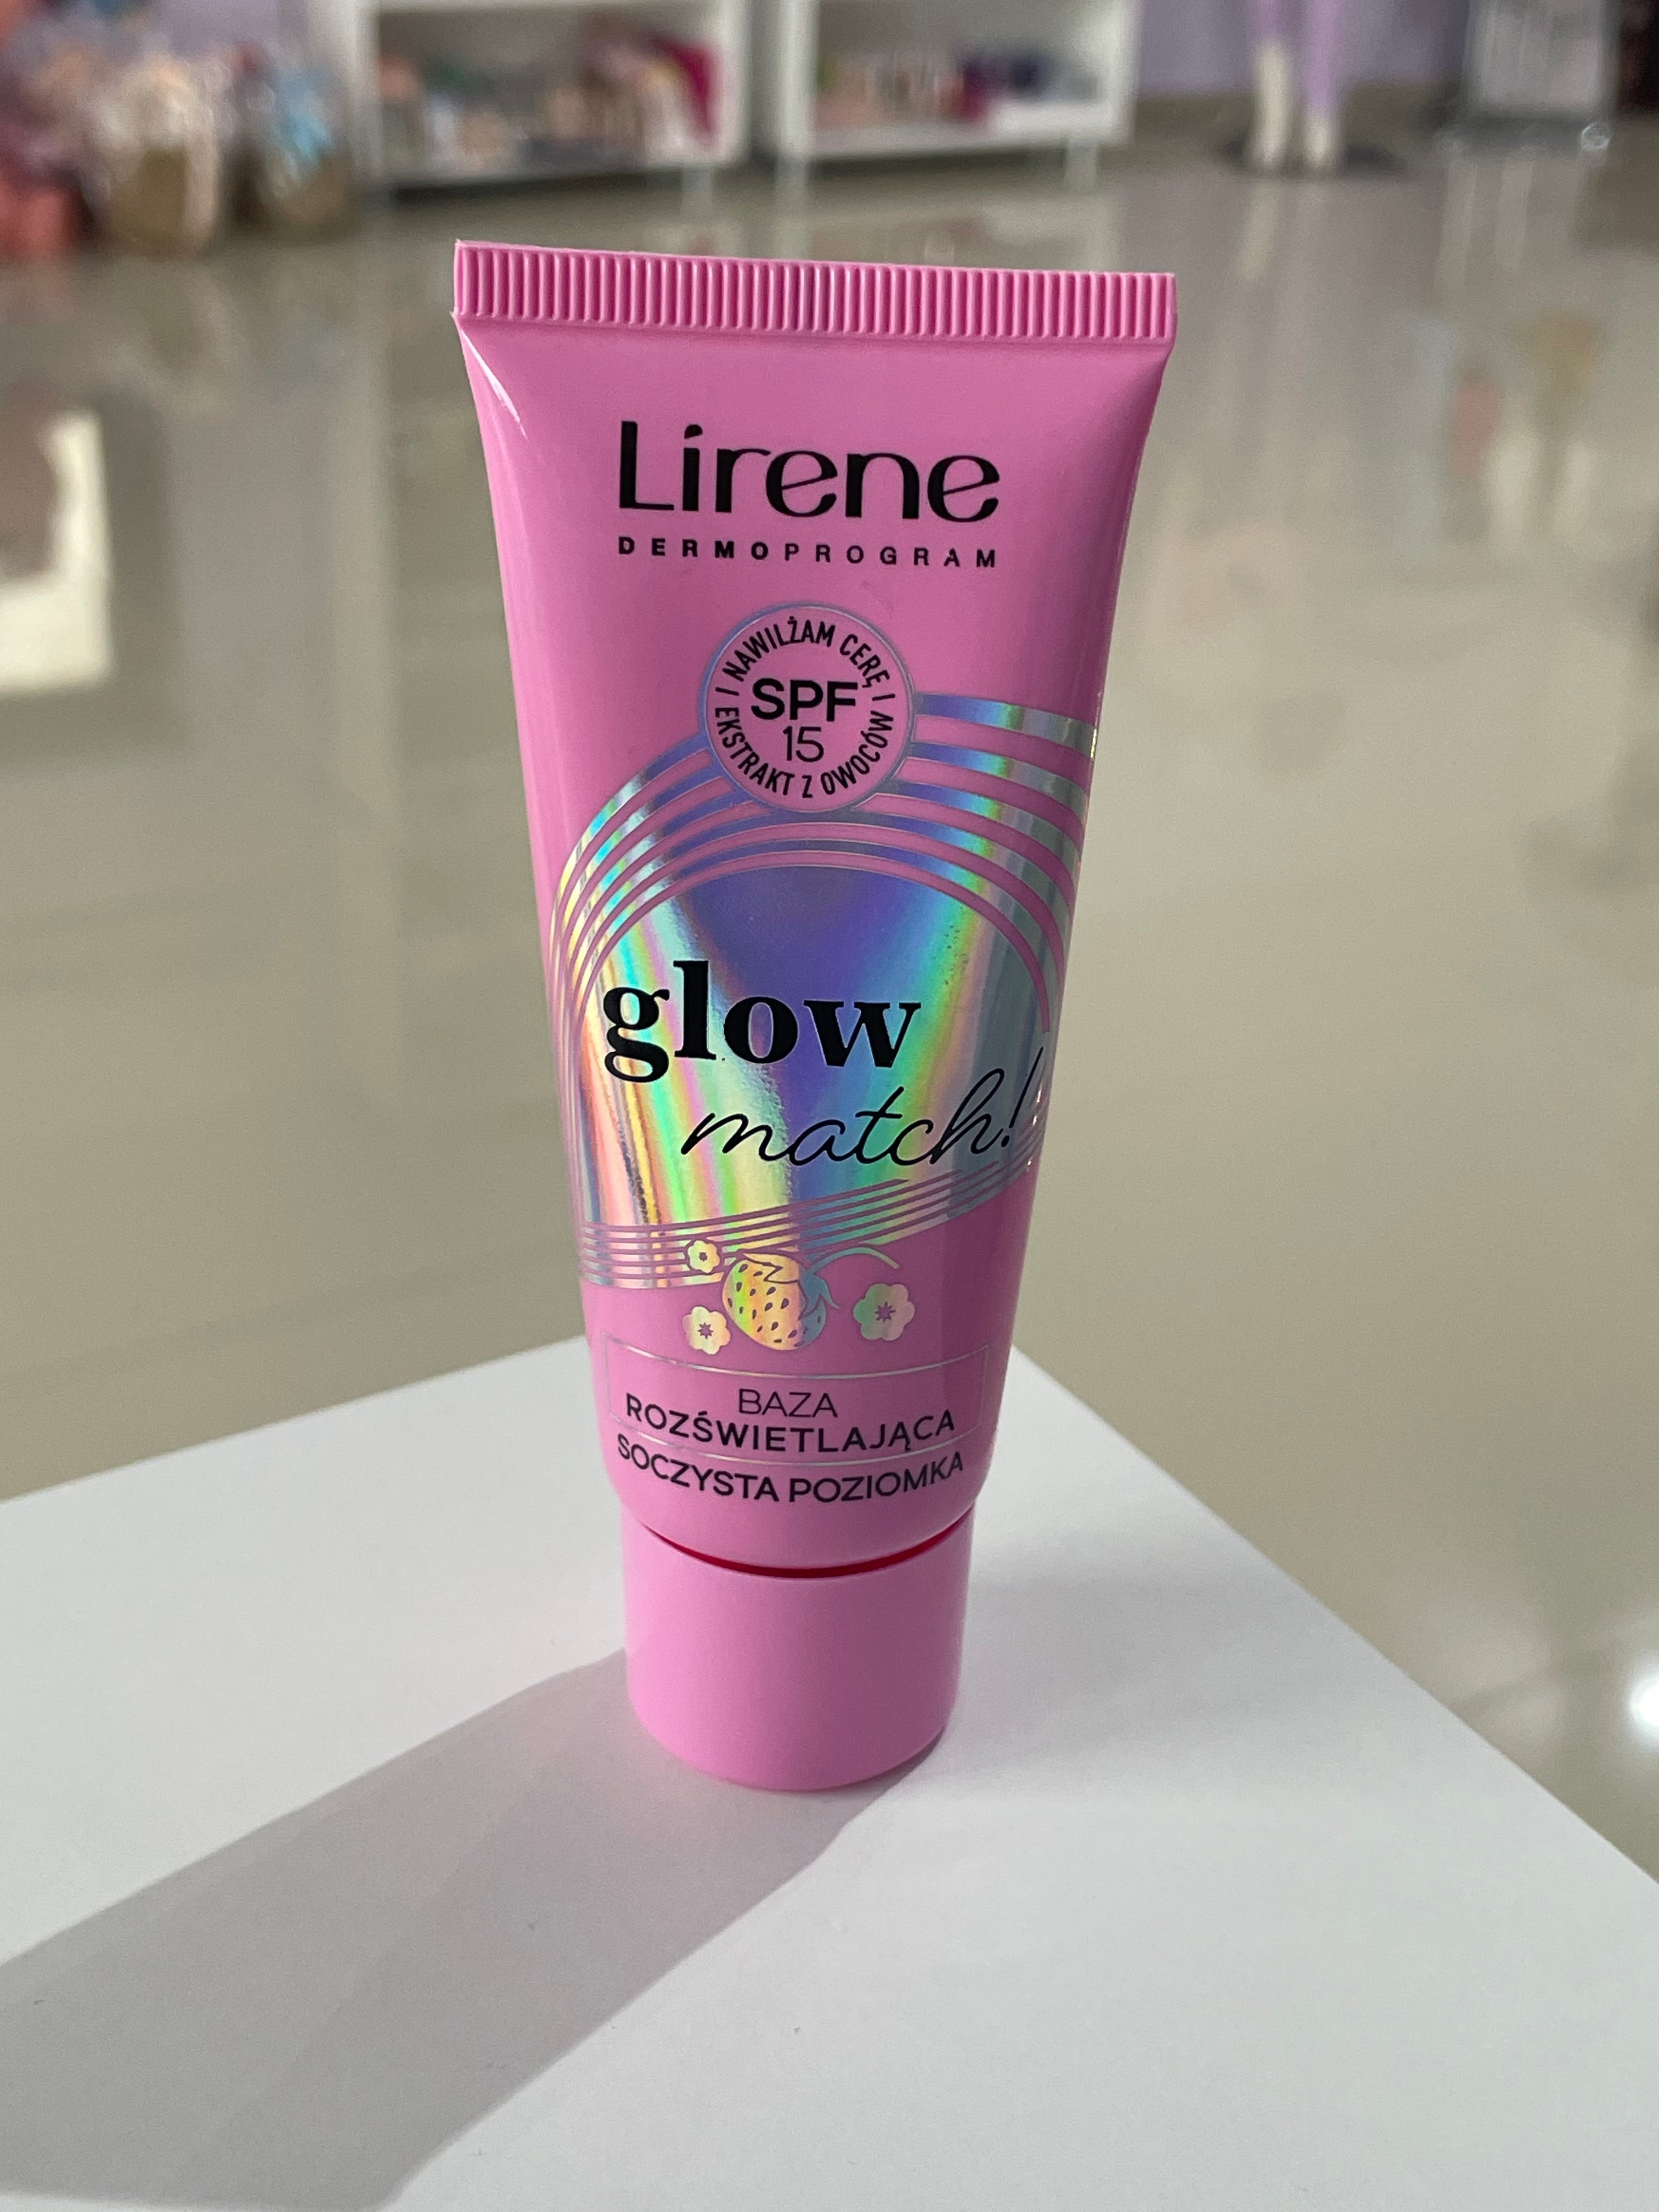 Lirene
DERMOPROGRAM
NAWILŻAM CERĘ
SPF
15
EKSTRAKT Z OWOCÓW
glow
match!
BAZA
ROZŚWIETLAJĄCA
SOCZYSTA POZIOMKA